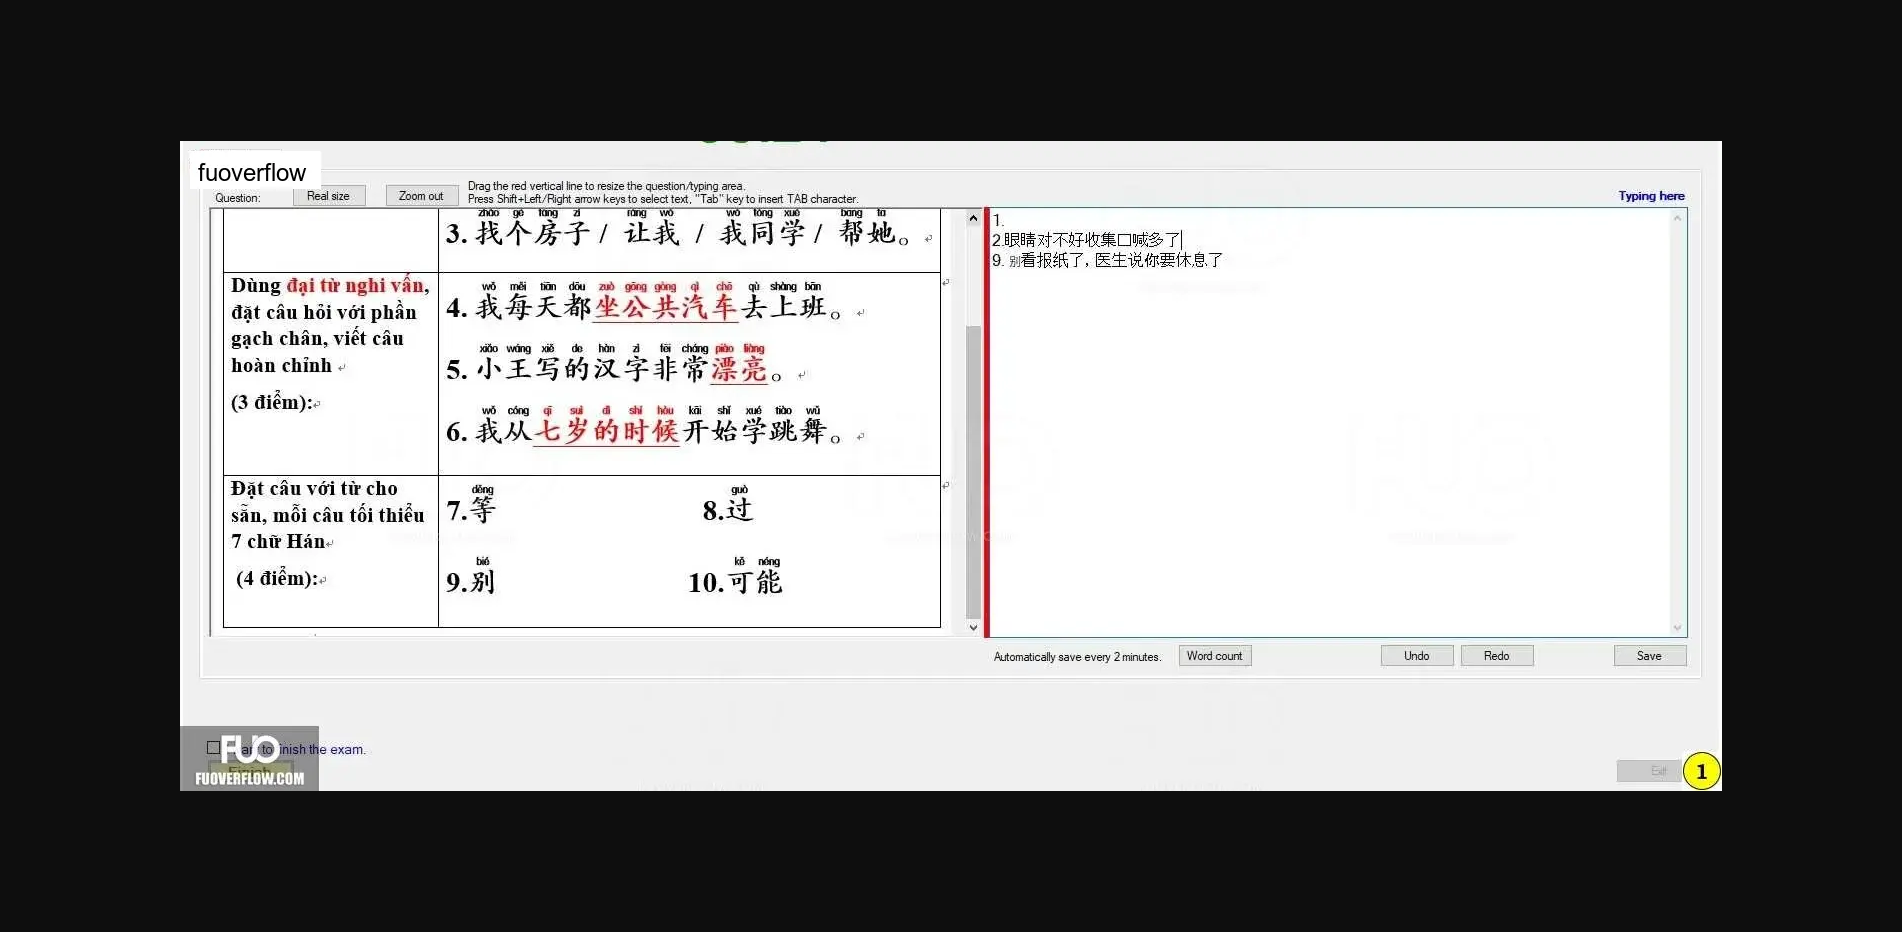 fuoverflow
Question:
Real size
Zoom out
Drag the red vertical line to resize the question/typing area.
Press Shift+Left/Right arrow keys to select text, "Tab" key to insert TAB character.
Typing here
zhǎo gè fáng zi ràng wǒ wǒ tóng xué bāng tā
3. 找个房子 / 让我 / 我同学 / 帮她。
Dùng đại từ nghi vấn,
đặt câu hỏi với phần
gạch chân, viết câu
hoàn chỉnh
(3 điểm):
wǒ měi tiān dōu zuò gōng gòng qì chē qù shàng bān
4. 我每天都坐公共汽车去上班。
xiǎo wáng xiě de hàn zì fēi cháng piào liàng
5. 小王写的汉字非常漂亮。
wǒ cóng qī suì dí shí hòu kāi shǐ xué tiào wǔ
6. 我从七岁的时候开始学跳舞。
Đặt câu với từ cho
sẵn, mỗi câu tối thiểu
7 chữ Hán
(4 điểm):
děng guò
7.等 8.过
bié kě néng
9.别 10.可能
1.
2.眼睛对不好收集口喊多了
9. 别看报纸了, 医生说你要休息了
Automatically save every 2 minutes.
Word count
Undo
Redo
Save
to finish the exam.
Finish
FUO
FUOVERFLOW.COM
Exit
1